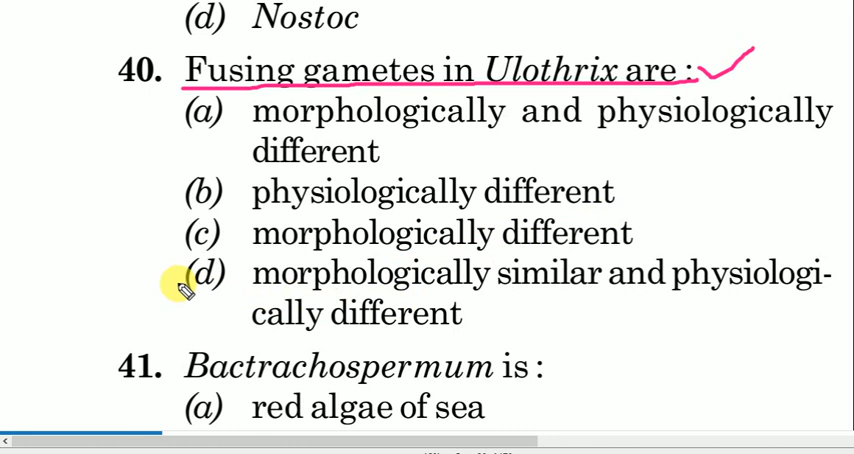 (d) Nostoc
40. Fusing gametes in Ulothrix are :
(a) morphologically and physiologically
different
(b) physiologically different
(c) morphologically different
(d) morphologically similar and physiologi-
cally different
41. Bactrachospermum is :
(a) red algae of sea